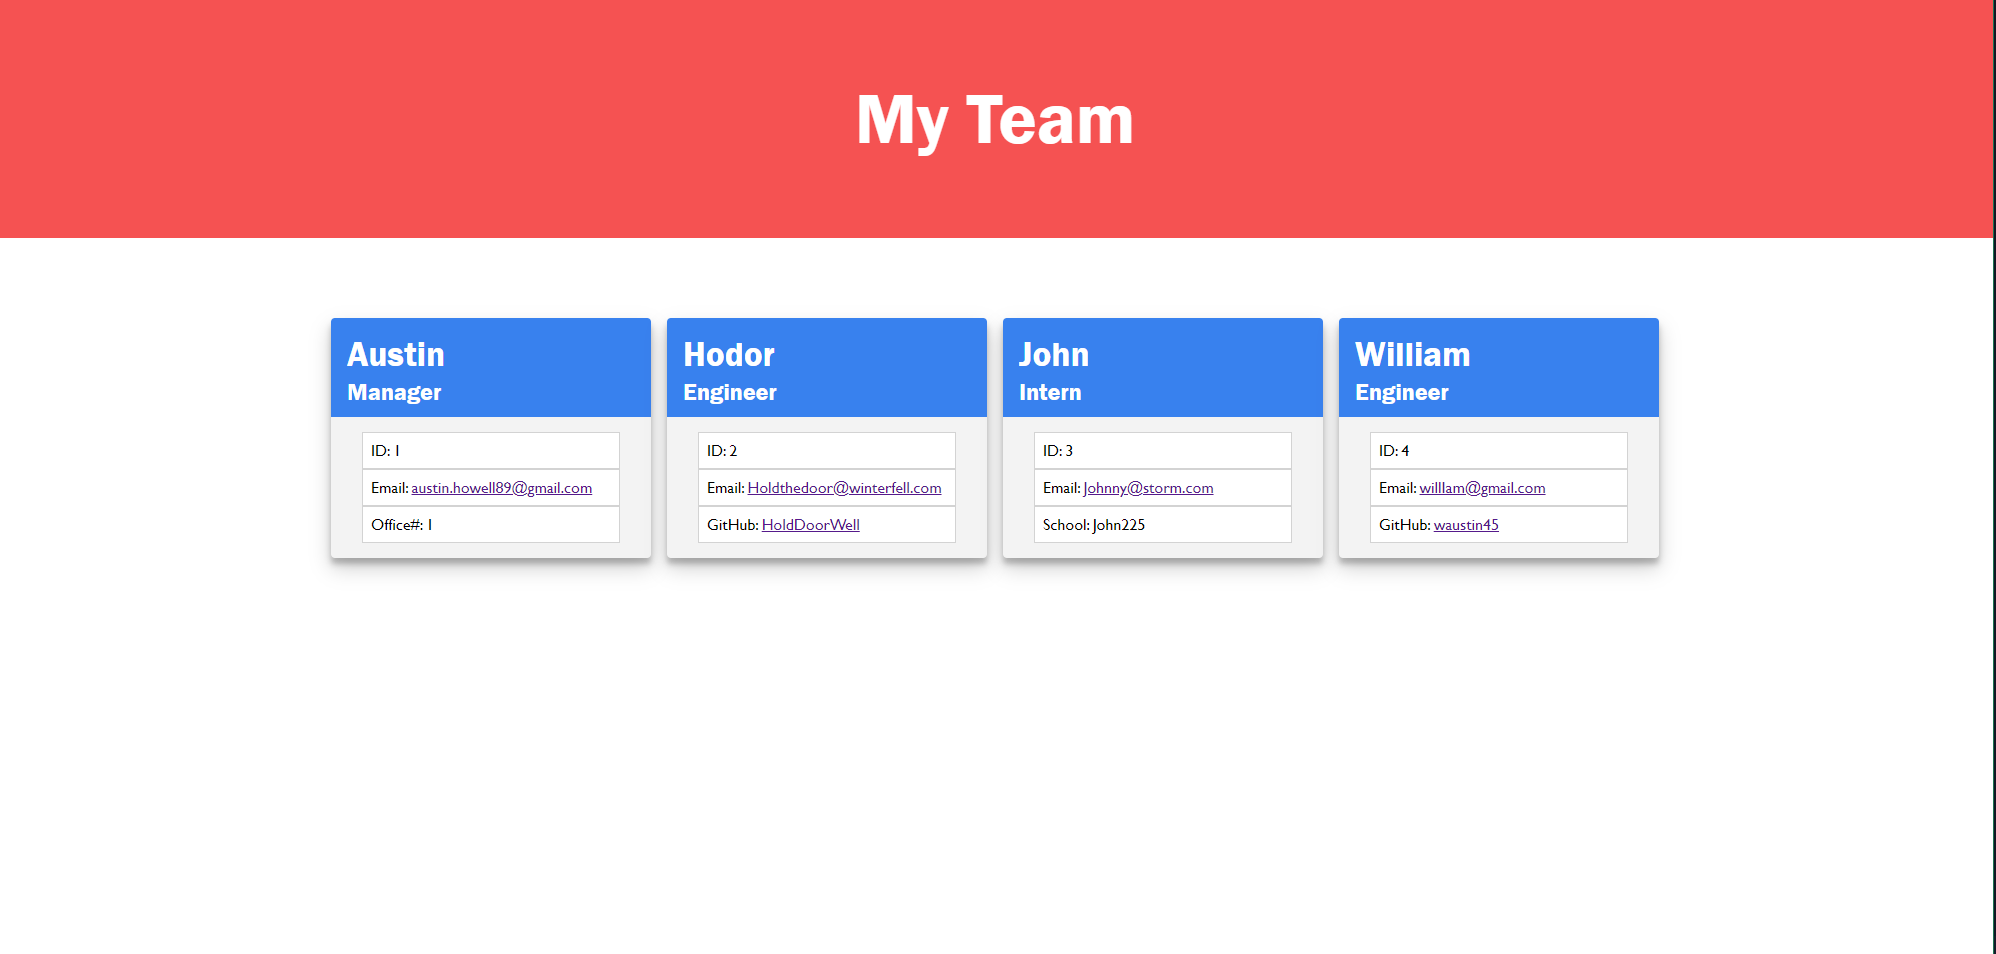 My Team
Austin
Manager
ID: 1
Email: austin.howell89@gmail.com
Office#: 1
Hodor
Engineer
ID: 2
Email: Holdthedoor@winterfell.com
GitHub: HoldDoorWell
John
Intern
ID: 3
Email: Johnny@storm.com
School: John225
William
Engineer
ID: 4
Email: willlam@gmail.com
GitHub: waustin45